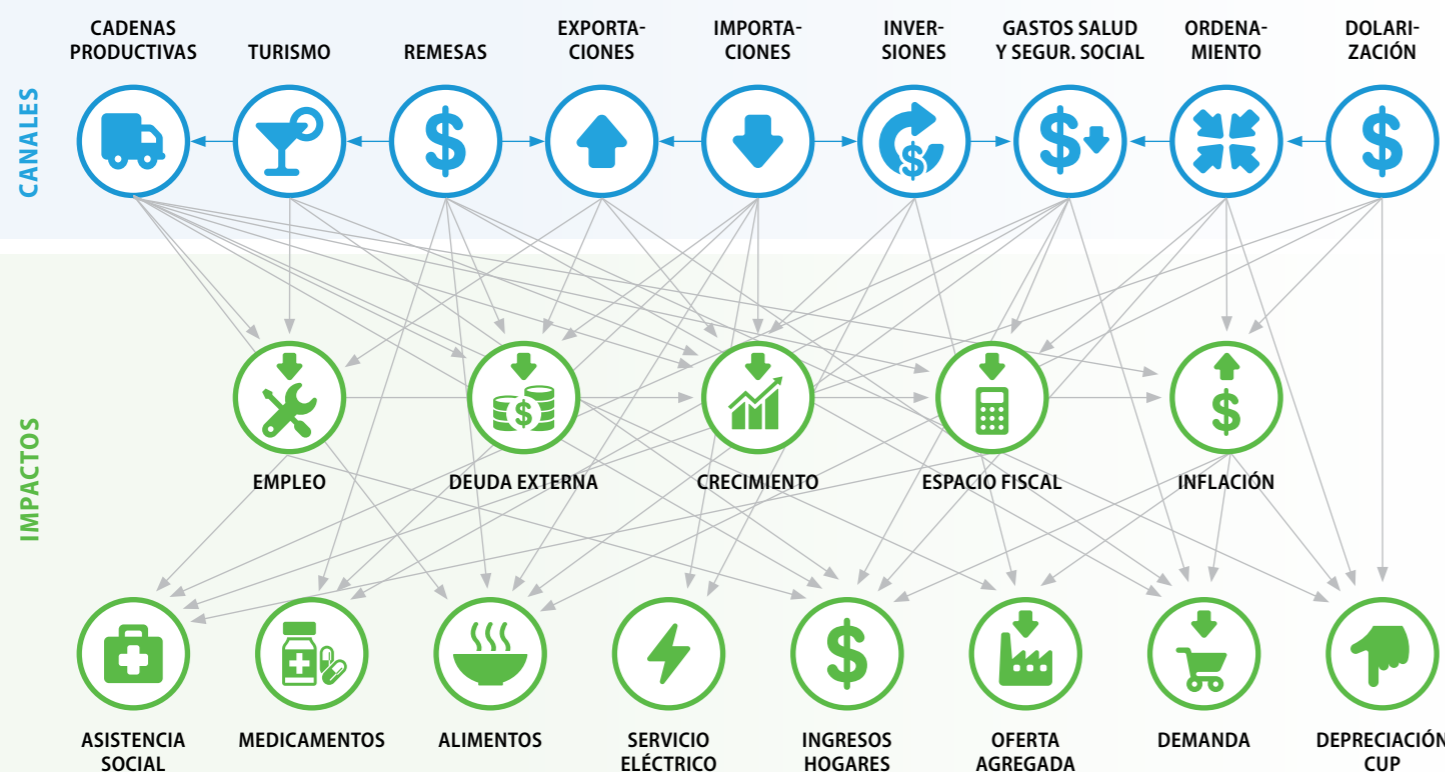 CADENAS
PRODUCTIVAS
TURISMO
REMESAS
EXPORTA-
CIONES
IMPORTA-
CIONES
INVER-
SIONES
GASTOS SALUD
Y SEGUR. SOCIAL
ORDENA-
MIENTO
DOLARI-
ZACIÓN
CANALES
$
$
$
$
IMPACTOS
$
$
EMPLEO
DEUDA EXTERNA
CRECIMIENTO
ESPACIO FISCAL
INFLACIÓN
$
ASISTENCIA
SOCIAL
MEDICAMENTOS
ALIMENTOS
SERVICIO
ELÉCTRICO
INGRESOS
HOGARES
OFERTA
AGREGADA
DEMANDA
DEPRECIACIÓN
CUP